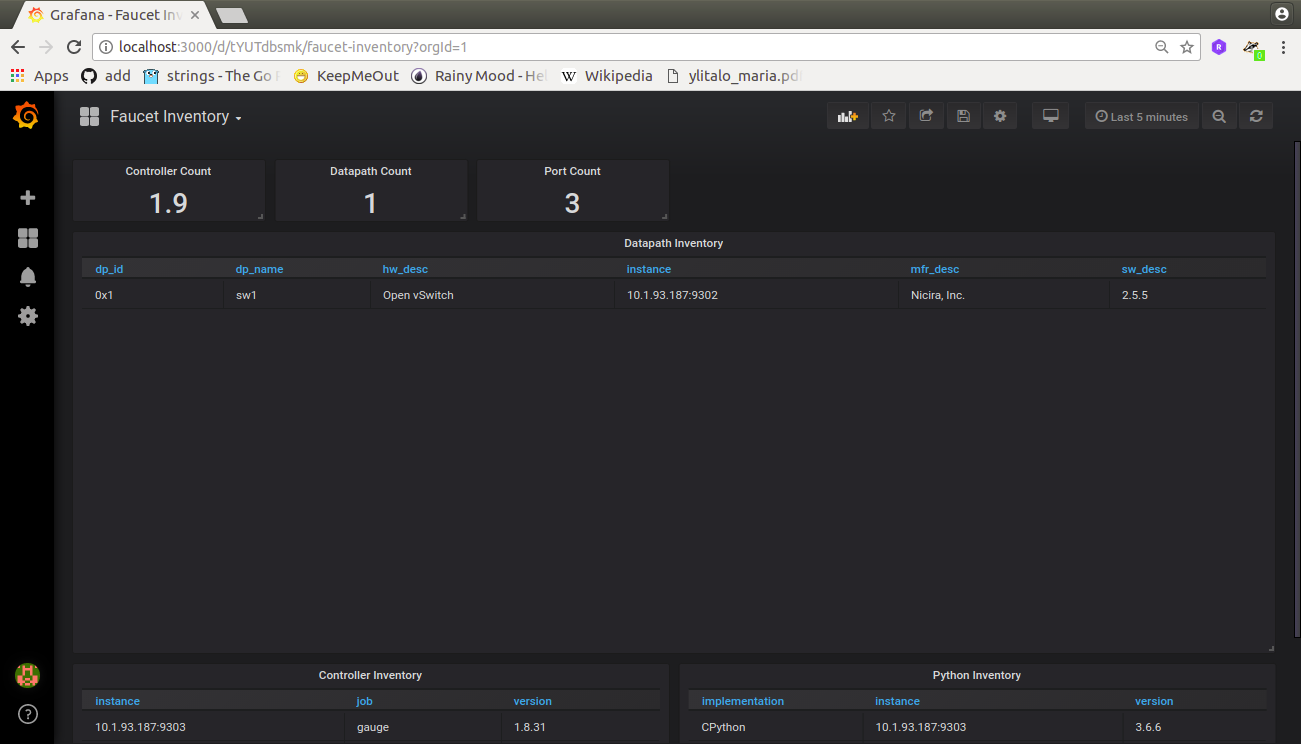 Grafana - Faucet Inv
localhost:3000/d/tYUTdbsmk/faucet-inventory?orgId=1
Apps add strings - The Go KeepMeOut Rainy Mood - Hel Wikipedia ylitalo_maria.pd
Faucet Inventory
Last 5 minutes
Controller Count Datapath Count Port Count
1.9 1 3
Datapath Inventory
dp_id dp_name hw_desc instance mfr_desc sw_desc
0x1 sw1 Open vSwitch 10.1.93.187:9302 Nicira, Inc. 2.5.5
Controller Inventory Python Inventory
instance job version implementation instance version
10.1.93.187:9303 gauge 1.8.31 CPython 10.1.93.187:9303 3.6.6